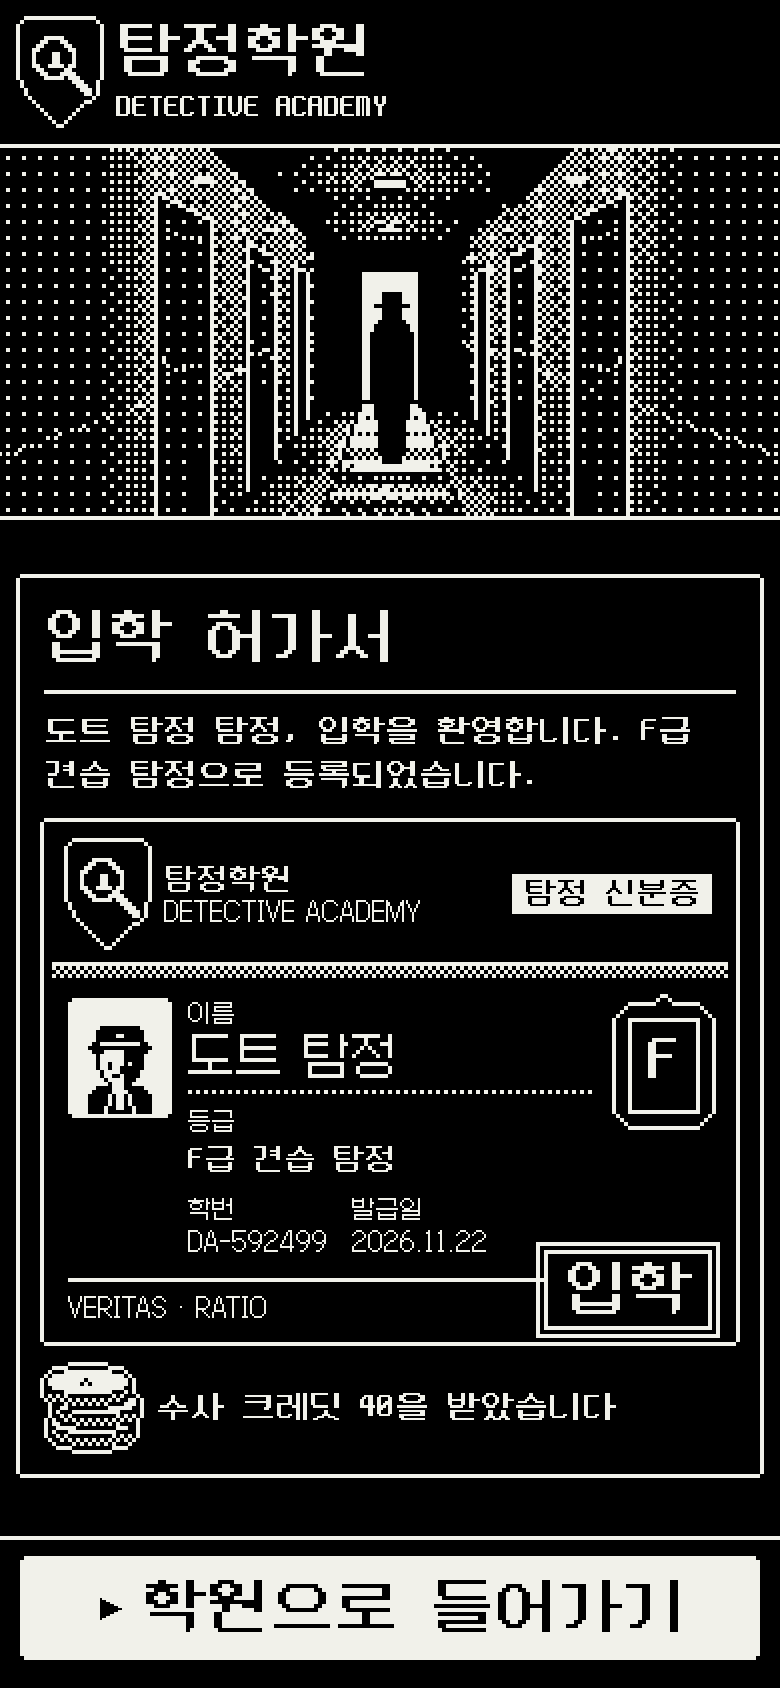 탐정학원
DETECTIVE ACADEMY
입학 허가서
도트 탐정 탐정, 입학을 환영합니다. F급
견습 탐정으로 등록되었습니다.
탐정학원
DETECTIVE ACADEMY
탐정 신분증
이름
도트 탐정
F
등급
F급 견습 탐정
학번 발급일
DA-592499 2026.11.22
입학
VERITAS · RATIO
수사 크레딧 40을 받았습니다
▶ 학원으로 들어가기